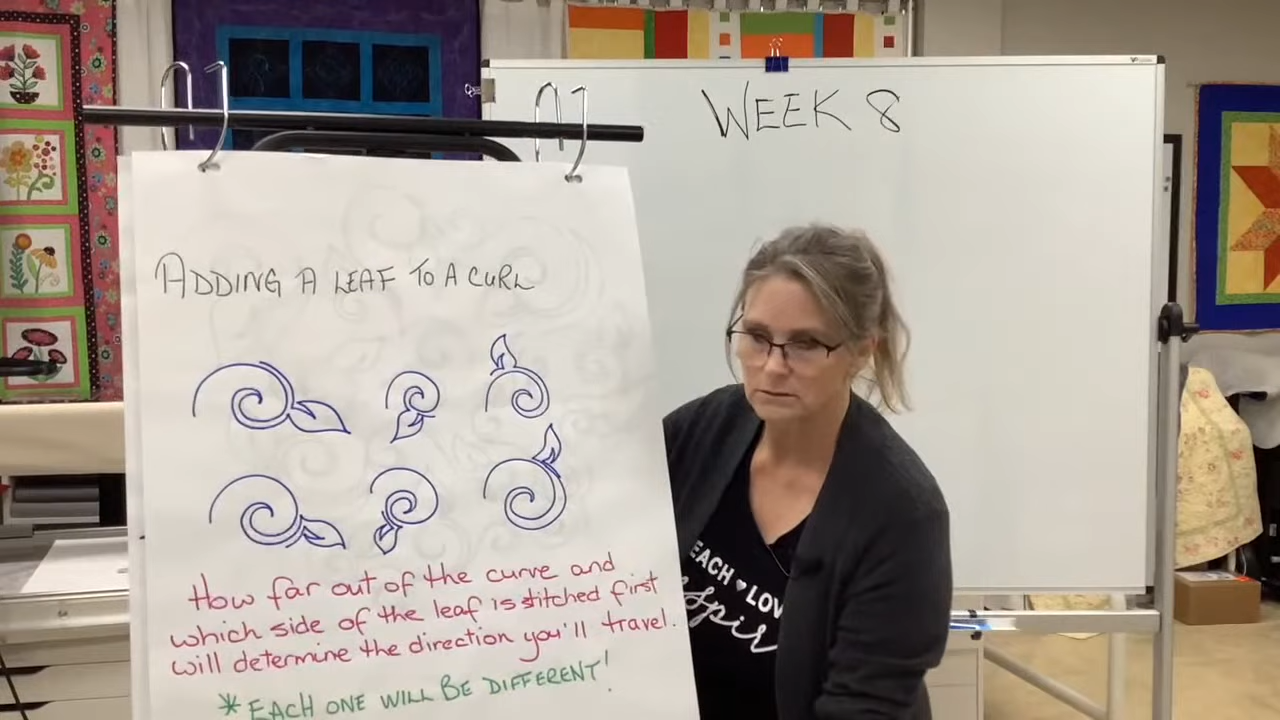 WEEK 8
ADDING A LEAF TO A CURL
How far out of the curve and
which side of the leaf is stitched first
will determine the direction you'll travel.
*EACH ONE WILL BE DIFFERENT!